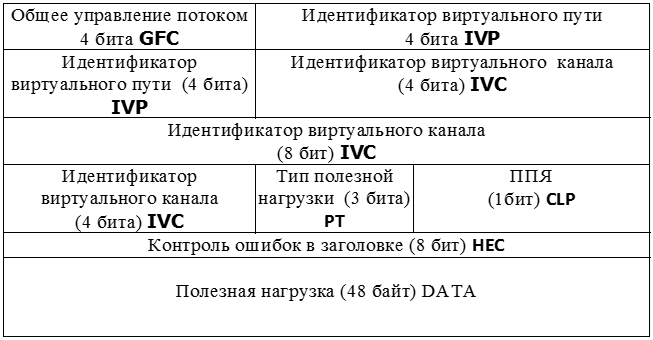 Общее управление потоком
4 бита GFC
Идентификатор виртуального пути
4 бита IVP
Идентификатор
виртуального пути (4 бита)
IVP
Идентификатор виртуального канала
(4 бита) IVC
Идентификатор виртуального канала
(8 бит) IVC
Идентификатор
виртуального канала
(4 бита) IVC
Тип полезной
нагрузки (3 бита)
PT
ППЯ
(1бит) CLP
Контроль ошибок в заголовке (8 бит) HEC
Полезная нагрузка (48 байт) DATA